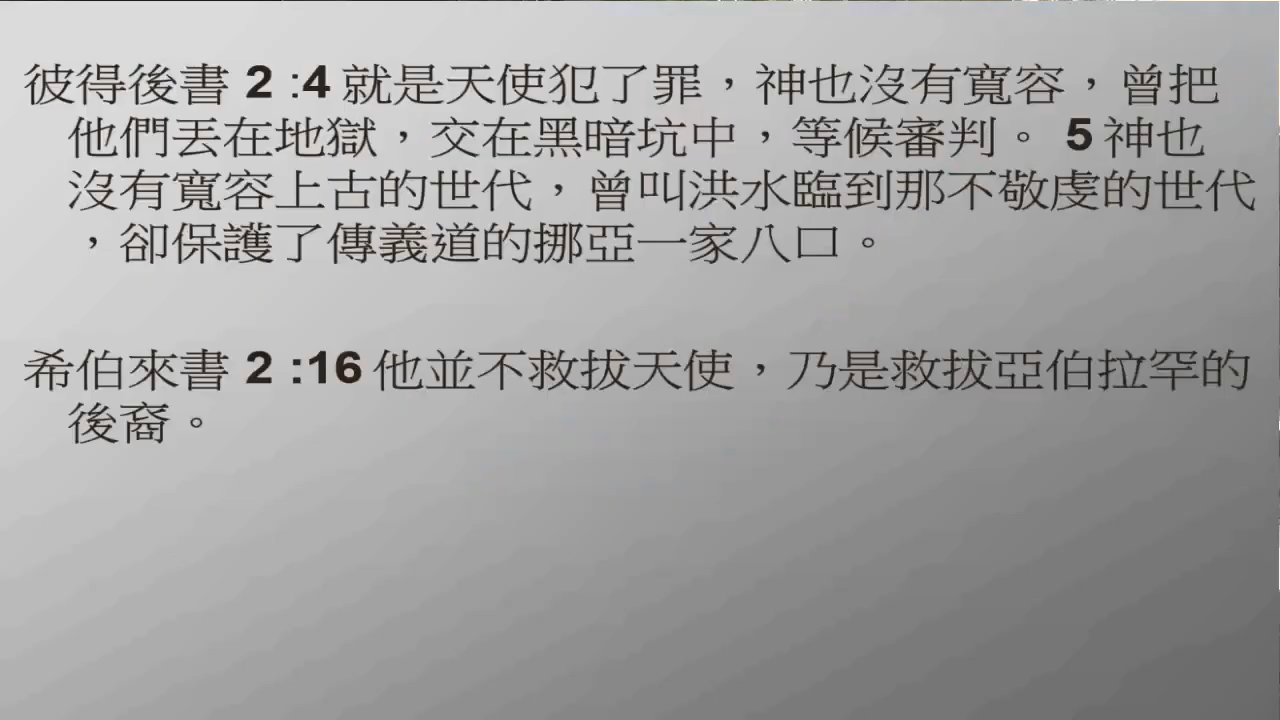 彼得後書 2 :4 就是天使犯了罪，神也沒有寬容，曾把
他們丟在地獄，交在黑暗坑中，等候審判。 5 神也
沒有寬容上古的世代，曾叫洪水臨到那不敬虔的世代
，卻保護了傳義道的挪亞一家八口。
希伯來書 2 :16 他並不救拔天使，乃是救拔亞伯拉罕的
後裔。